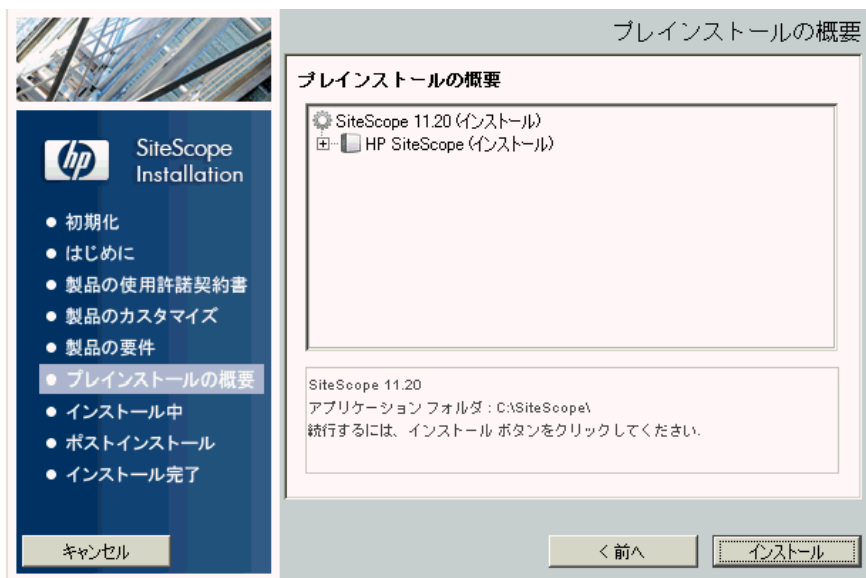 プレインストールの概要
hp
SiteScope
Installation
初期化
はじめに
製品の使用許諾契約書
製品のカスタマイズ
製品の要件
プレインストールの概要
インストール中
ポストインストール
インストール完了
キャンセル
プレインストールの概要
SiteScope 11.20 (インストール)
HP SiteScope (インストール)
SiteScope 11.20
アプリケーション フォルダ : C:\SiteScope\
続行するには、インストール ボタンをクリックしてください.
< 前へ
インストール